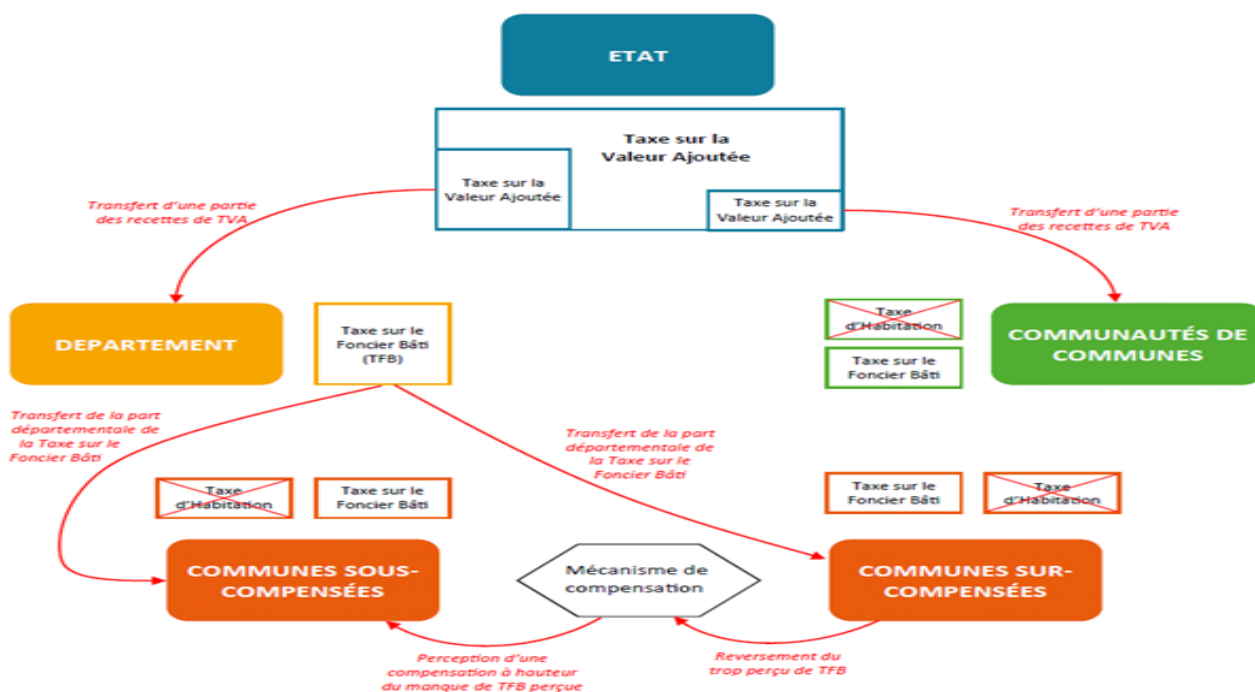 ETAT
Taxe sur la
Valeur Ajoutée
Taxe sur la
Valeur Ajoutée
Taxe sur la
Valeur Ajoutée
Transfert d'une partie
des recettes de TVA
Transfert d'une partie
des recettes de TVA
DEPARTEMENT
Taxe sur le
Foncier Bâti
(TFB)
Taxe
d'Habitation
Taxe sur le
Foncier Bâti
COMMUNAUTÉS DE
COMMUNES
Transfert de la part
départementale de
la Taxe sur le
Foncier Bâti
Transfert de la part
départementale de
la Taxe sur le
Foncier Bâti
Taxe
d'Habitation
Taxe sur le
Foncier Bâti
Taxe sur le
Foncier Bâti
Taxe
d'Habitation
COMMUNES SOUS-
COMPENSÉES
Mécanisme de
compensation
COMMUNES SUR-
COMPENSÉES
Perception d'une
compensation à hauteur
du manque de TFB perçue
Reversement du
trop perçu de TFB